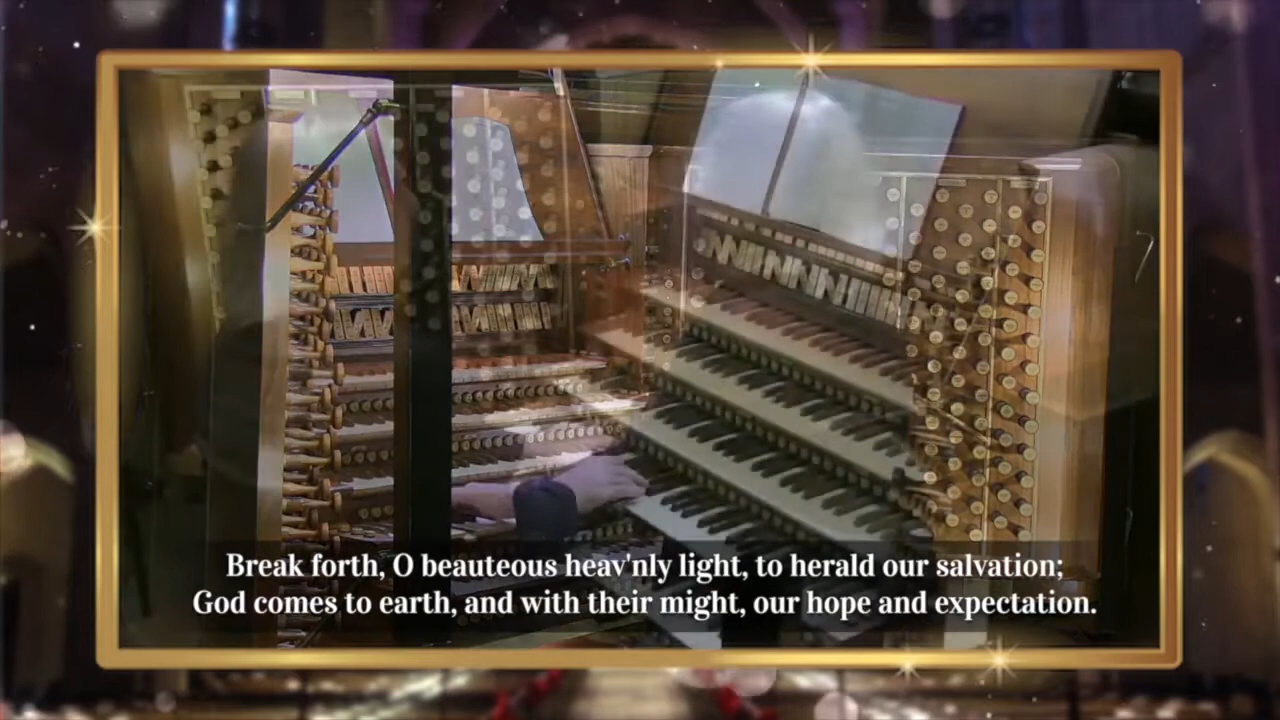 Break forth, O beauteous heav'nly light, to herald our salvation;
God comes to earth, and with their might, our hope and expectation.